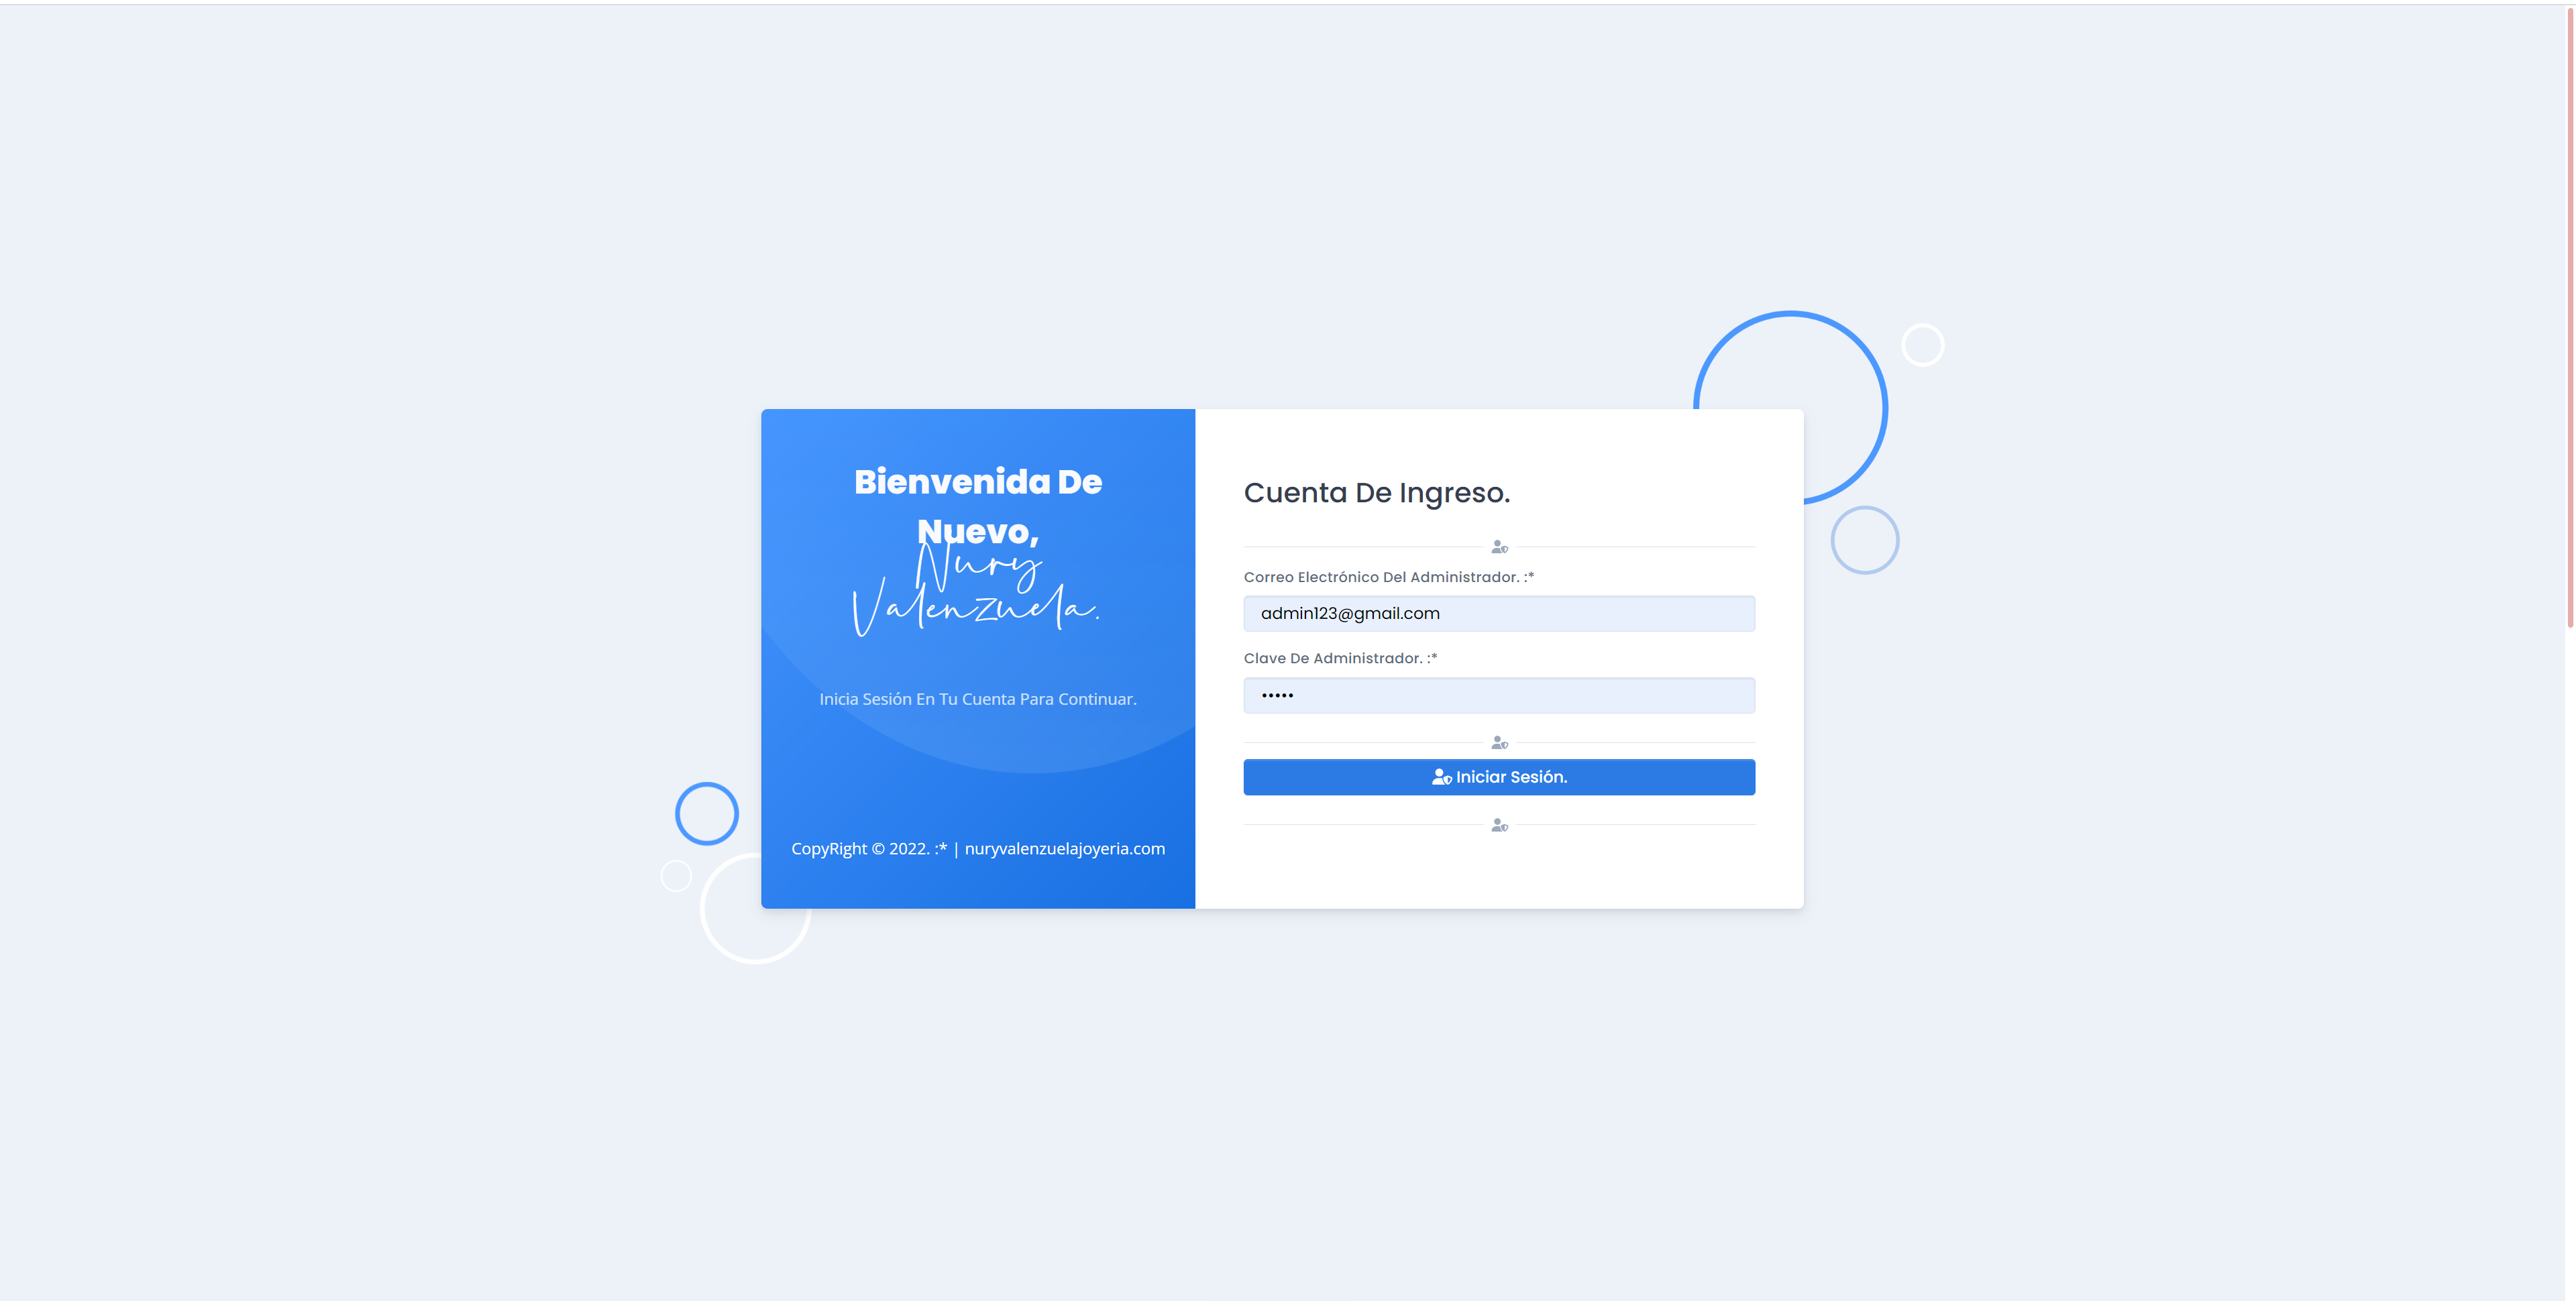 Bienvenida De
Nuevo,
Nury
Valenzuela.
Inicia Sesión En Tu Cuenta Para Continuar.
CopyRight © 2022. :* | nuryvalenzuelajoyeria.com
Cuenta De Ingreso.
Correo Electrónico Del Administrador. :*
admin123@gmail.com
Clave De Administrador. :*
•••••
Iniciar Sesión.